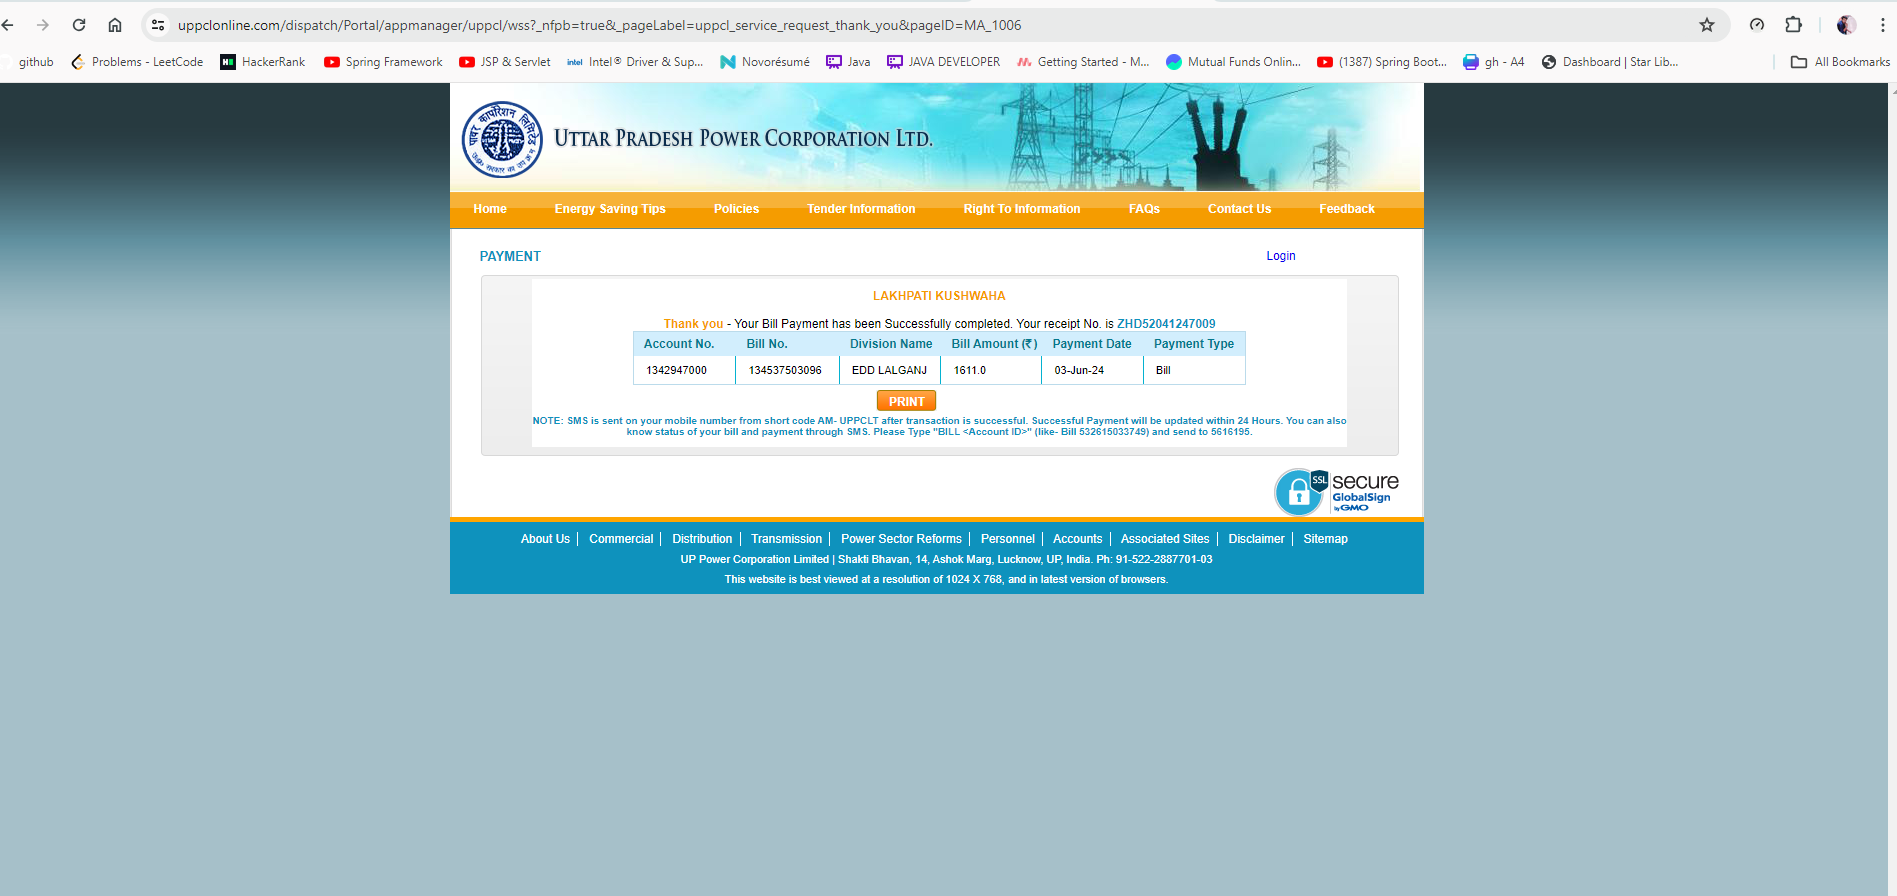 uppclonline.com/dispatch/Portal/appmanager/uppcl/wss?_nfpb=true&_pageLabel=uppcl_service_request_thank_you&pageID=MA_1006
github Problems - LeetCode HackerRank Spring Framework JSP & Servlet intel Intel® Driver & Sup... Novorésumé Java JAVA DEVELOPER Getting Started - M... Mutual Funds Onlin... (1387) Spring Boot... gh - A4 Dashboard | Star Lib... All Bookmarks
पावर कार्पोरेशन लिमिटेड
UTTAR PRADESH POWER CORPORATION LTD.
Home Energy Saving Tips Policies Tender Information Right To Information FAQs Contact Us Feedback
PAYMENT Login
LAKHPATI KUSHWAHA
Thank you - Your Bill Payment has been Successfully completed. Your receipt No. is ZHD52041247009
Account No. Bill No. Division Name Bill Amount (₹) Payment Date Payment Type
1342947000 134537503096 EDD LALGANJ 1611.0 03-Jun-24 Bill
PRINT
NOTE: SMS is sent on your mobile number from short code AM- UPPCLT after transaction is successful. Successful Payment will be updated within 24 Hours. You can also
know status of your bill and payment through SMS. Please Type "BILL <Account ID>" (like- Bill 532615033749) and send to 5616195.
SSL secure
GlobalSign
by GMO
About Us | Commercial | Distribution | Transmission | Power Sector Reforms | Personnel | Accounts | Associated Sites | Disclaimer | Sitemap
UP Power Corporation Limited | Shakti Bhavan, 14, Ashok Marg, Lucknow, UP, India. Ph: 91-522-2887701-03
This website is best viewed at a resolution of 1024 X 768, and in latest version of browsers.